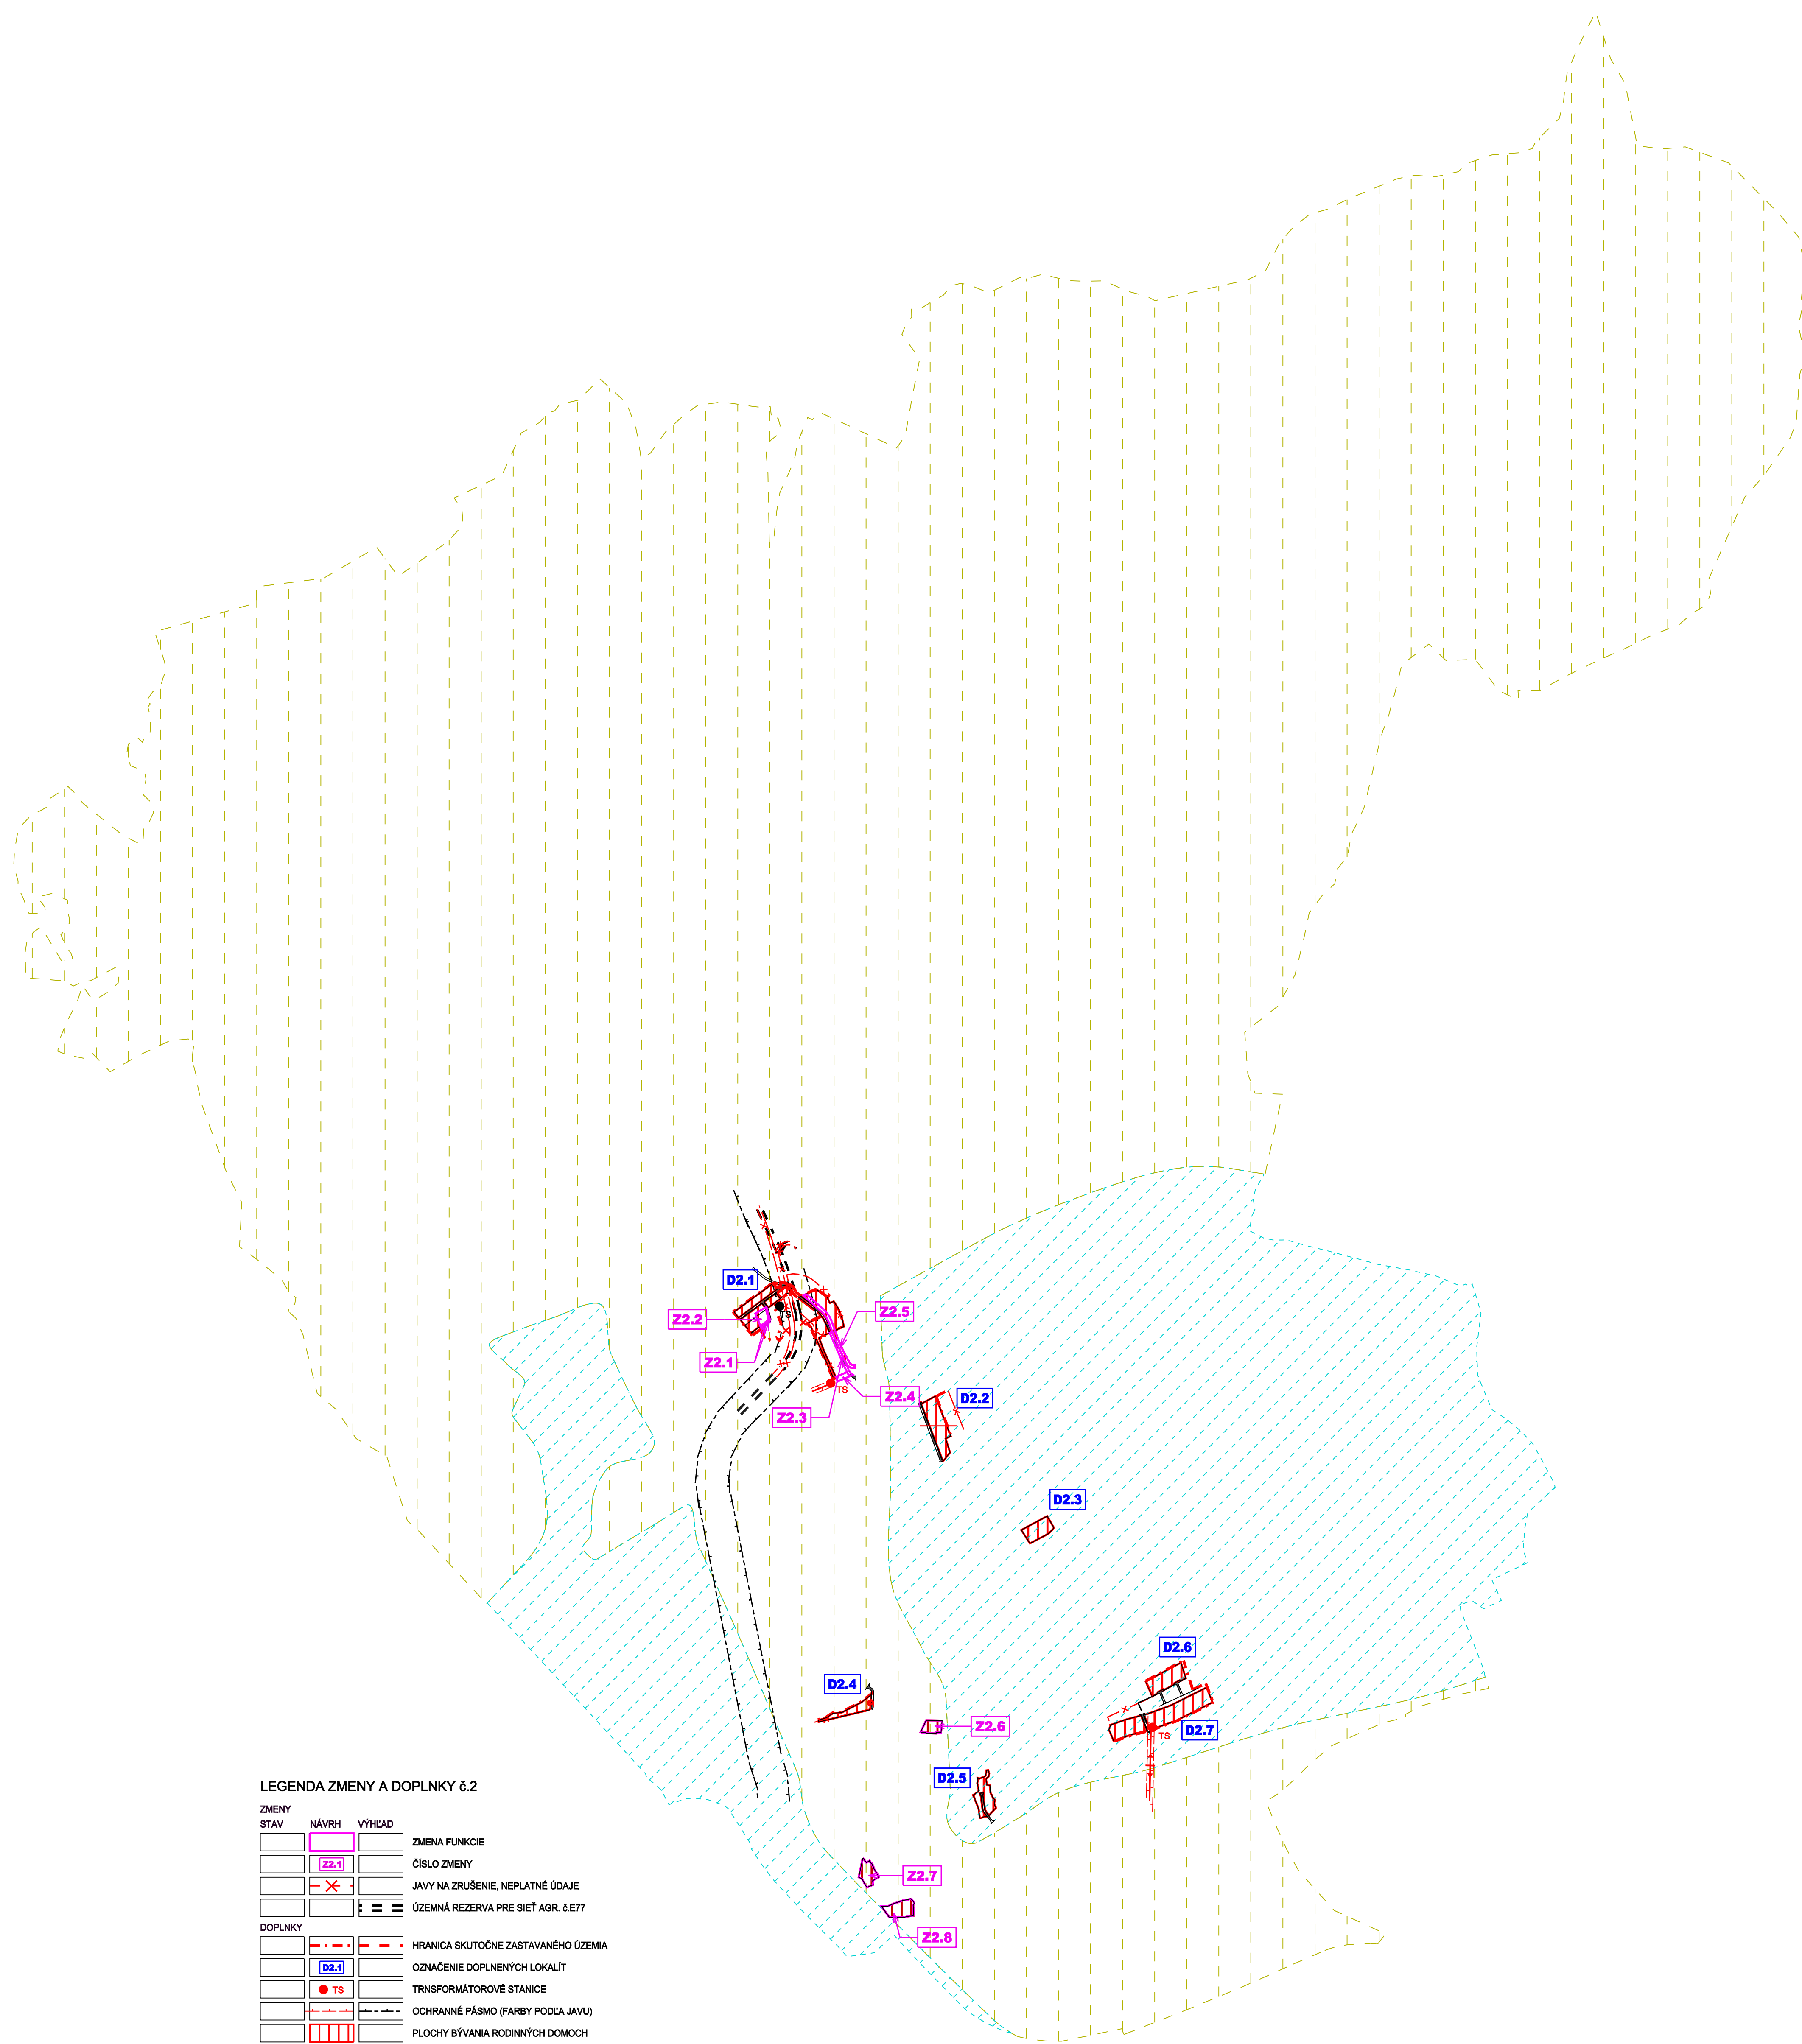 D2.1
TS
Z2.2
Z2.5
Z2.1
TS
Z2.4
Z2.3
D2.2
D2.3
D2.6
D2.4
Z2.6
D2.7
TS
D2.5
Z2.7
Z2.8
LEGENDA ZMENY A DOPLNKY č.2
ZMENY
STAV NÁVRH VÝHĽAD
ZMENA FUNKCIE
Z2.1 ČÍSLO ZMENY
JAVY NA ZRUŠENIE, NEPLATNÉ ÚDAJE
ÚZEMNÁ REZERVA PRE SIEŤ AGR. č.E77
DOPLNKY
HRANICA SKUTOČNE ZASTAVANÉHO ÚZEMIA
D2.1 OZNAČENIE DOPLNENÝCH LOKALÍT
TS TRNSFORMÁTOROVÉ STANICE
OCHRANNÉ PÁSMO (FARBY PODĽA JAVU)
PLOCHY BÝVANIA RODINNÝCH DOMOCH